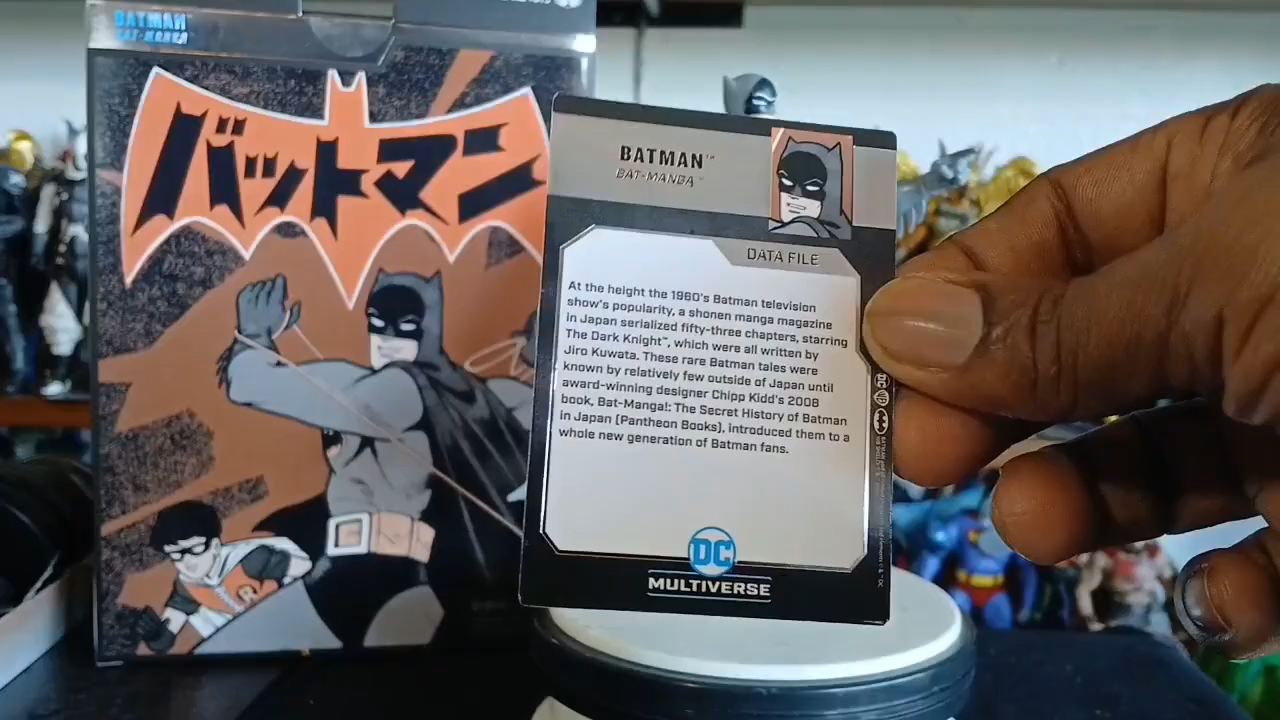 BATMAN
BAT-MANGA
バットマン
BATMAN™
BAT-MANGA™
DATA FILE
At the height the 1960's Batman television
show's popularity, a shonen manga magazine
in Japan serialized fifty-three chapters, starring
The Dark Knight™, which were all written by
Jiro Kuwata. These rare Batman tales were
known by relatively few outside of Japan until
award-winning designer Chipp Kidd's 2008
book, Bat-Manga!: The Secret History of Batman
in Japan (Pantheon Books), introduced them to a
whole new generation of Batman fans.
DC
MULTIVERSE
DC
R